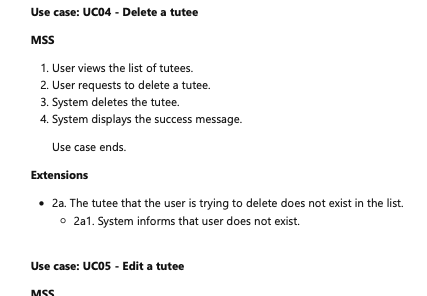 Use case: UC04 - Delete a tutee
MSS
1. User views the list of tutees.
2. User requests to delete a tutee.
3. System deletes the tutee.
4. System displays the success message.
Use case ends.
Extensions
• 2a. The tutee that the user is trying to delete does not exist in the list.
○ 2a1. System informs that user does not exist.
Use case: UC05 - Edit a tutee
MSS